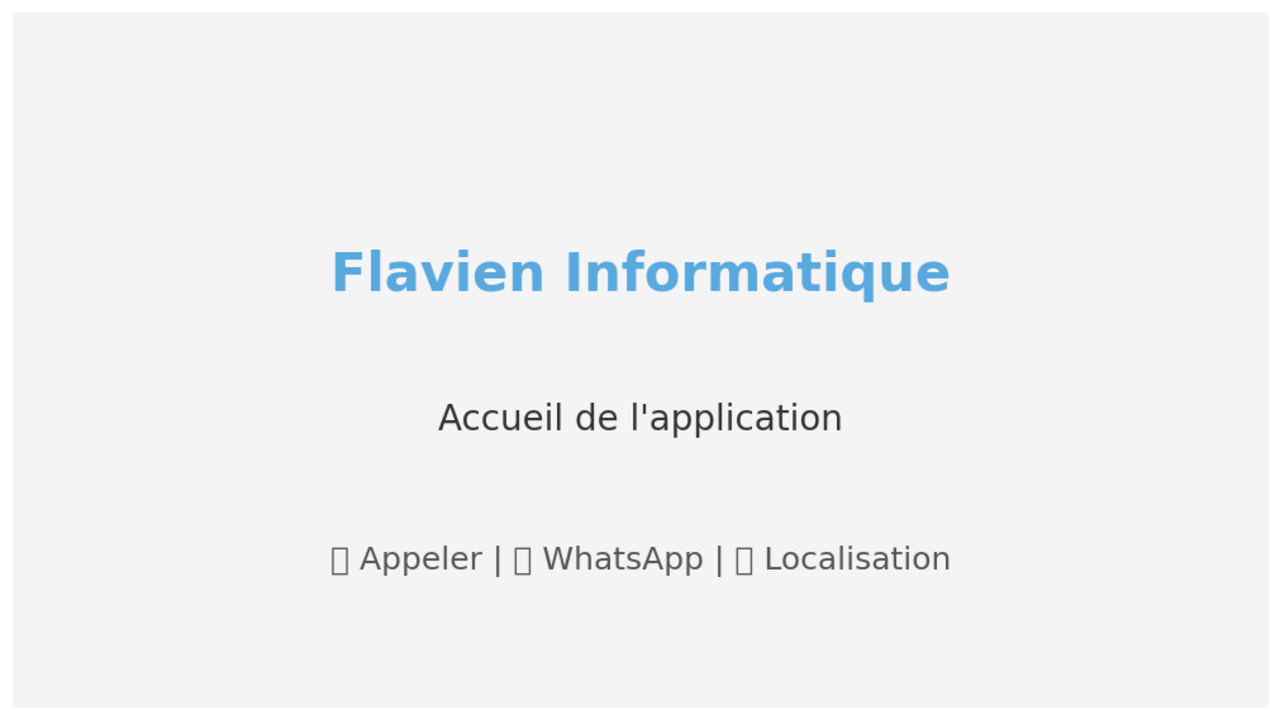 Flavien Informatique
Accueil de l'application
▯ Appeler | ▯ WhatsApp | ▯ Localisation